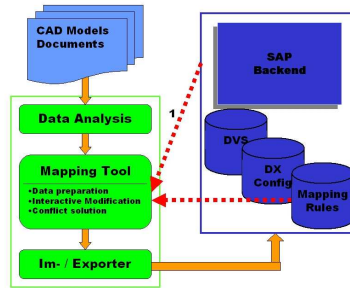 CAD Models
Documents
Data Analysis
Mapping Tool
•Data preparation
•Interactive Modification
•Conflict solution
Im- / Exporter
1
SAP
Backend
DVS
DX
Config
Mapping
Rules